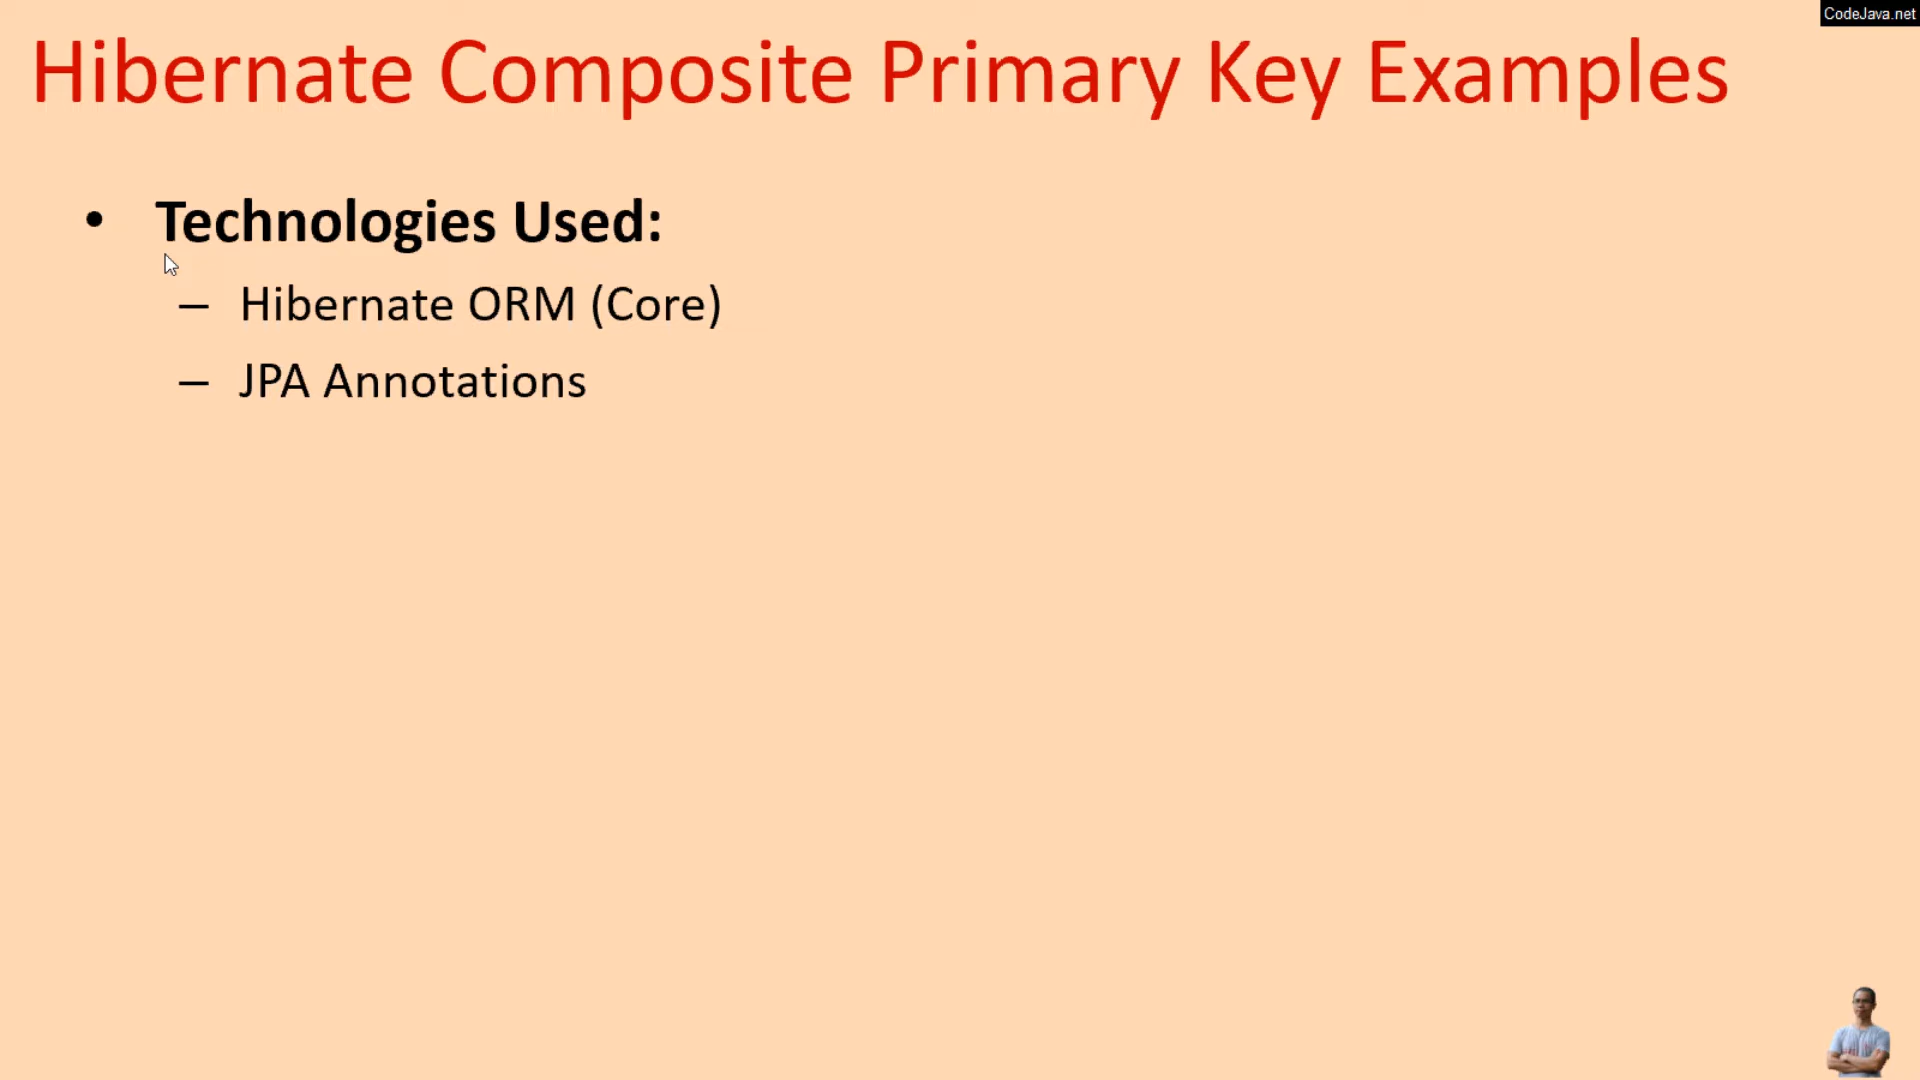 CodeJava.net
Hibernate Composite Primary Key Examples
• Technologies Used:
– Hibernate ORM (Core)
– JPA Annotations